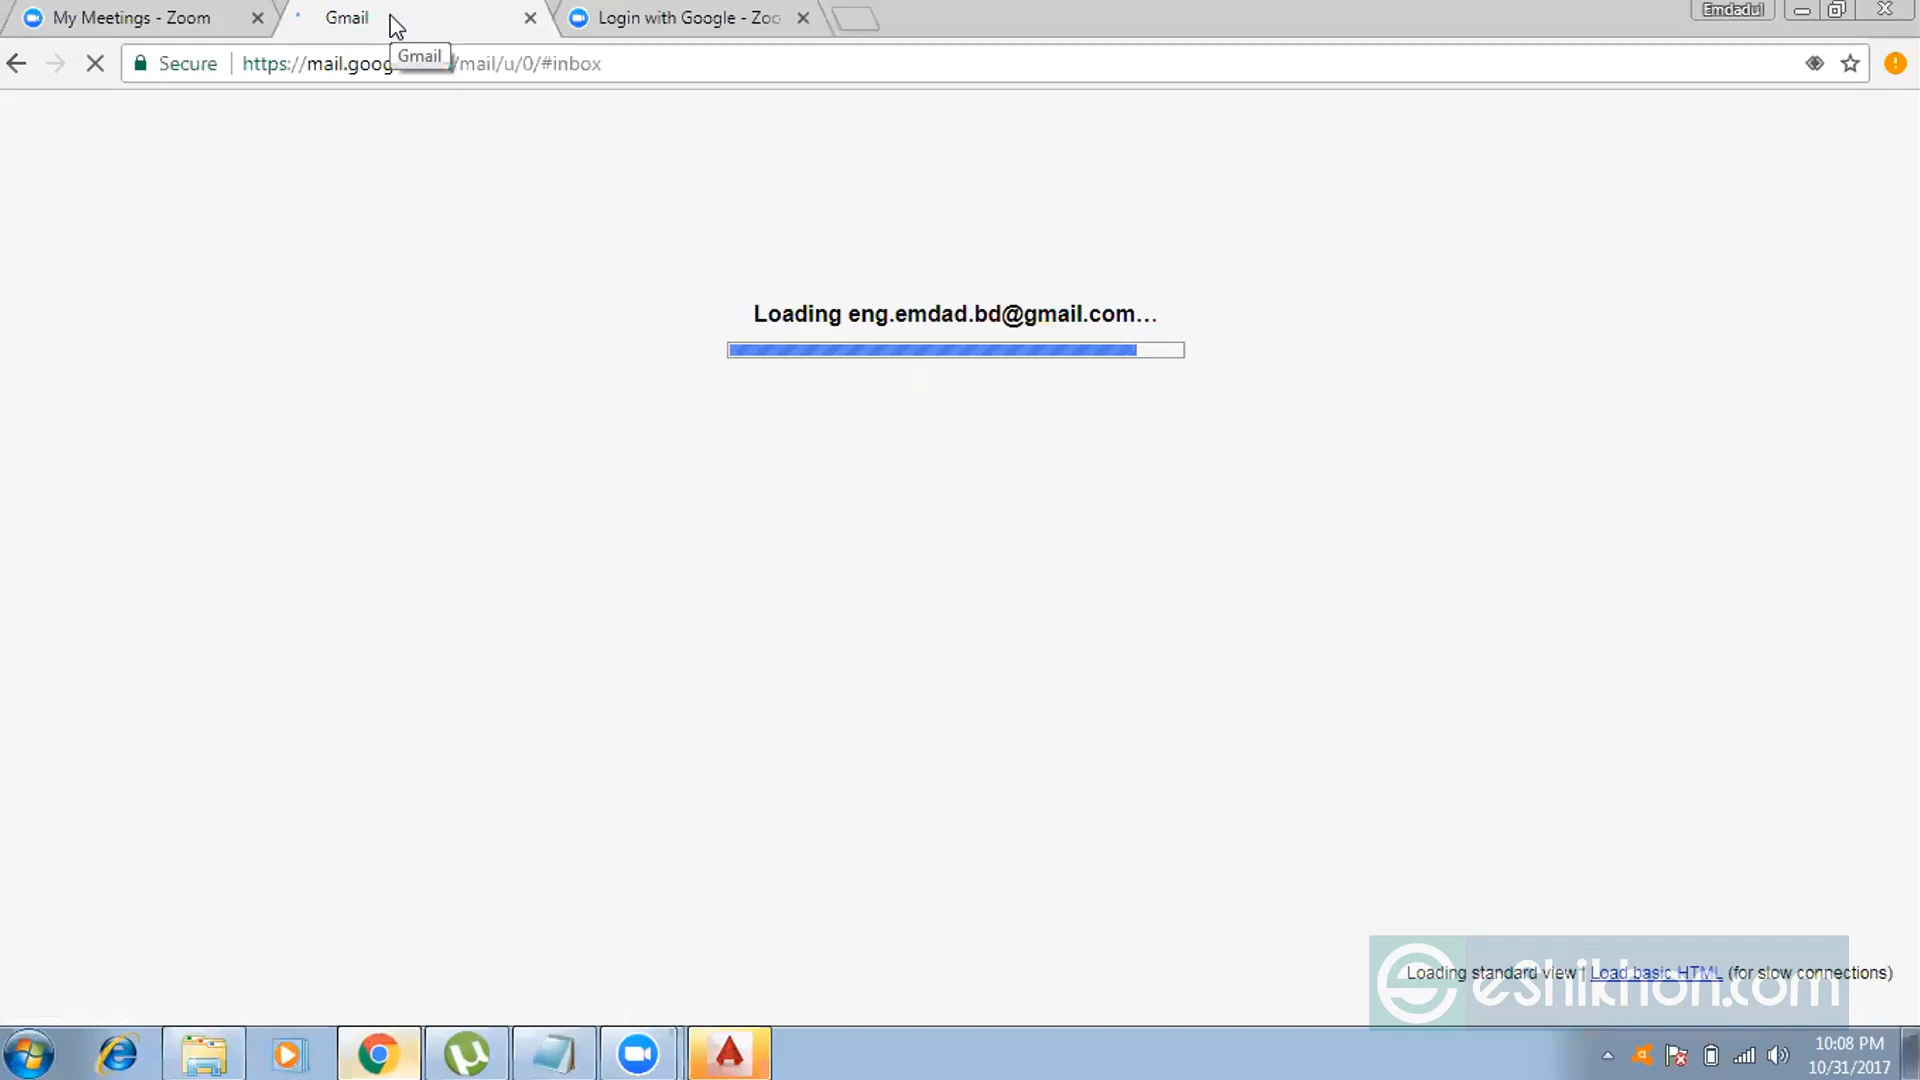 My Meetings - Zoom
Gmail
Login with Google - Zoo
Emdadul
Secure
https://mail.goog
/mail/u/0/#inbox
Gmail
Loading eng.emdad.bd@gmail.com…
Loading standard view | Load basic HTML (for slow connections)
eshikhon.com
10:08 PM
10/31/2017